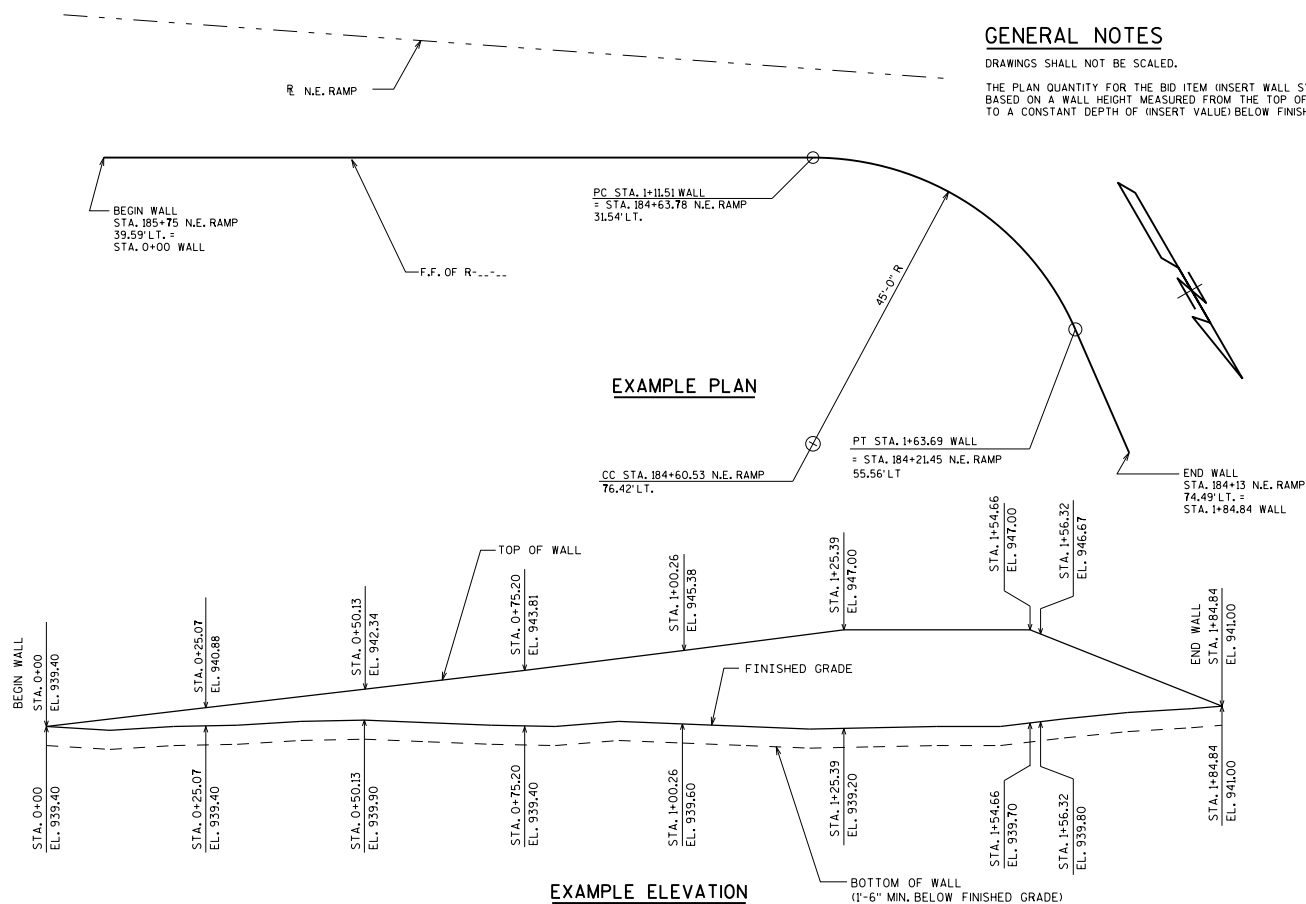 GENERAL NOTES
DRAWINGS SHALL NOT BE SCALED.
THE PLAN QUANTITY FOR THE BID ITEM (INSERT WALL
BASED ON A WALL HEIGHT MEASURED FROM THE TOP OF
TO A CONSTANT DEPTH OF (INSERT VALUE) BELOW
N.E. RAMP
BEGIN WALL
STA. 185+75 N.E. RAMP
39.59' LT. =
STA. 0+00 WALL
F.F. OF R-__-__
PC STA. 1+11.51 WALL
= STA. 184+63.78 N.E. RAMP
31.54' LT.
45'-0" R
EXAMPLE PLAN
CC STA. 184+60.53 N.E. RAMP
76.42' LT.
PT STA. 1+63.69 WALL
= STA. 184+21.45 N.E. RAMP
55.56' LT
END WALL
STA. 184+13 N.E. RAMP
74.49' LT. =
STA. 1+84.84 WALL
TOP OF WALL
BEGIN WALL
STA. 0+00
EL. 939.40
STA. 0+25.07
EL. 940.88
STA. 0+50.13
EL. 942.34
STA. 0+75.20
EL. 943.81
STA. 1+00.26
EL. 945.38
STA. 1+25.39
EL. 947.00
STA. 1+54.66
EL. 947.00
STA. 1+56.32
EL. 946.67
END WALL
STA. 1+84.84
EL. 941.00
FINISHED GRADE
STA. 0+00
EL. 939.40
STA. 0+25.07
EL. 939.40
STA. 0+50.13
EL. 939.90
STA. 0+75.20
EL. 939.40
STA. 1+00.26
EL. 939.60
STA. 1+25.39
EL. 939.20
STA. 1+54.66
EL. 939.70
STA. 1+56.32
EL. 939.80
STA. 1+84.84
EL. 941.00
BOTTOM OF WALL
(1'-6" MIN. BELOW FINISHED GRADE)
EXAMPLE ELEVATION